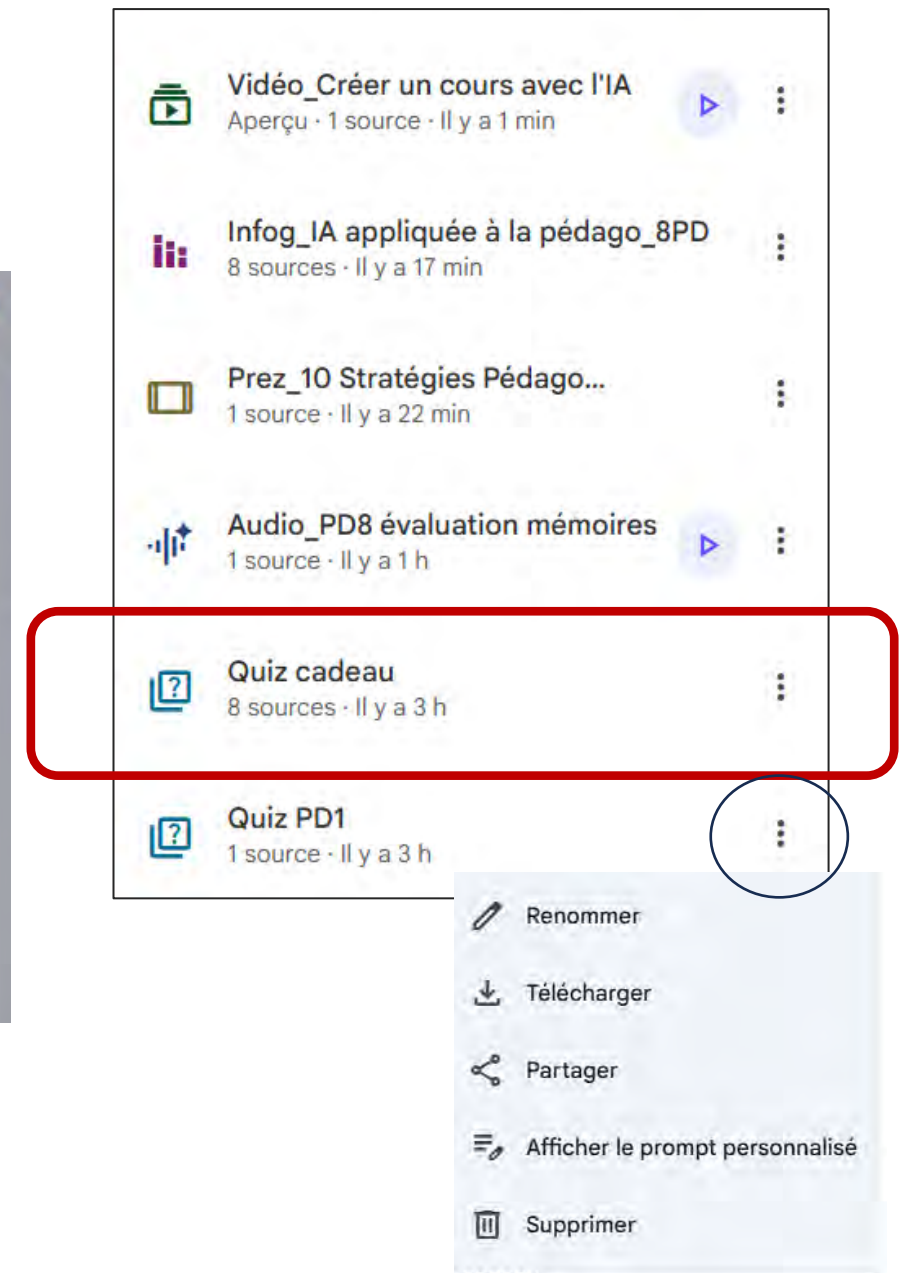 Vidéo_Créer un cours avec l'IA
Aperçu · 1 source · Il y a 1 min
Infog_IA appliquée à la pédago_8PD
8 sources · Il y a 17 min
Prez_10 Stratégies Pédago...
1 source · Il y a 22 min
Audio_PD8 évaluation mémoires
1 source · Il y a 1 h
Quiz cadeau
8 sources · Il y a 3 h
Quiz PD1
1 source · Il y a 3 h
Renommer
Télécharger
Partager
Afficher le prompt personnalisé
Supprimer